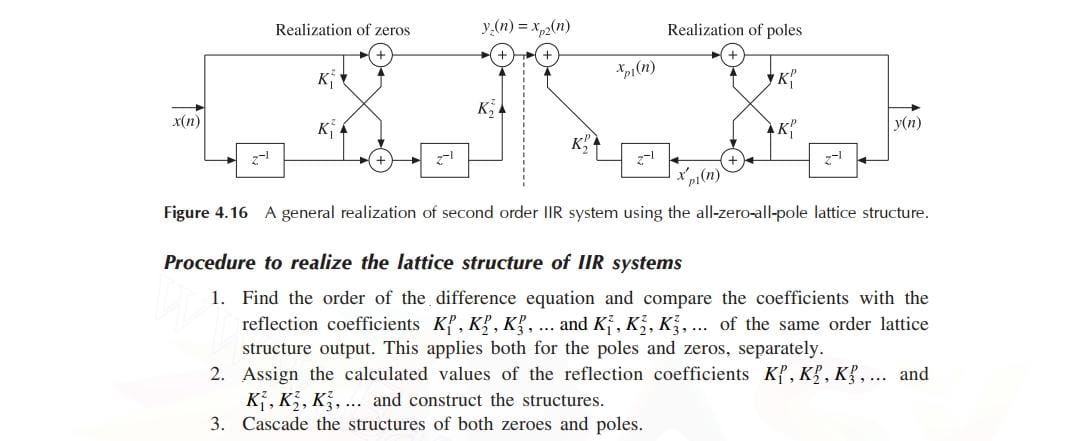 Realization of zeros
y_z(n) = x_{p2}(n)
Realization of poles
x_{p1}(n)
K_1^z
K_1^p
K_2^z
x(n)
K_1^z
K_2^p
K_1^p
y(n)
z^{-1}
z^{-1}
z^{-1}
z^{-1}
x'_{p1}(n)
Figure 4.16 A general realization of second order IIR system using the all-zero-all-pole lattice structure.
Procedure to realize the lattice structure of IIR systems
1. Find the order of the difference equation and compare the coefficients with the
reflection coefficients K_1^p, K_2^p, K_3^p, ... and K_1^z, K_2^z, K_3^z, ... of the same order lattice
structure output. This applies both for the poles and zeros, separately.
2. Assign the calculated values of the reflection coefficients K_1^p, K_2^p, K_3^p, ... and
K_1^z, K_2^z, K_3^z, ... and construct the structures.
3. Cascade the structures of both zeroes and poles.